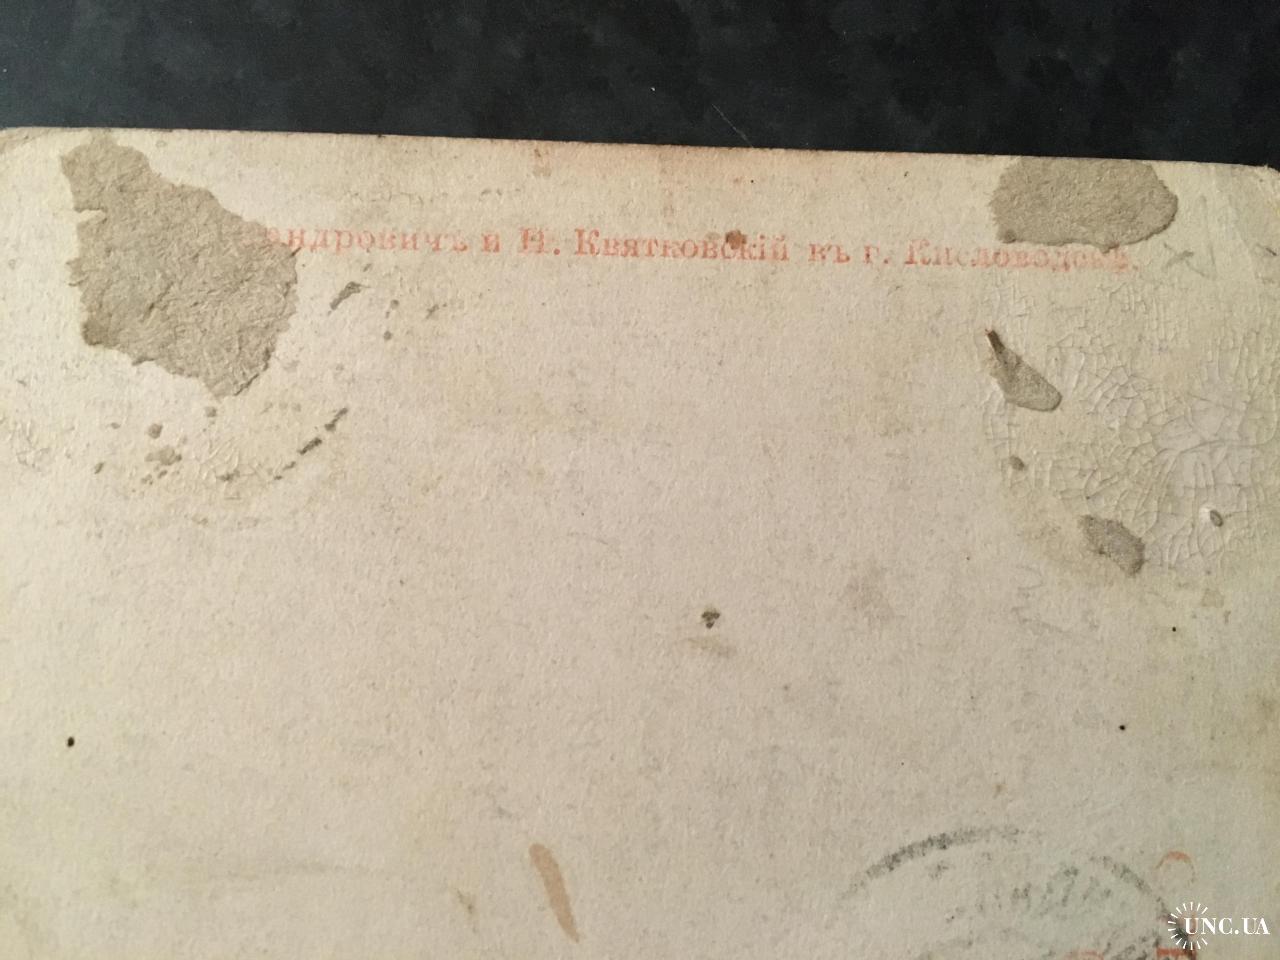 андровичъ и Н. Квятковскій въ г. Кисловодскѣ.
С
UNC.UA